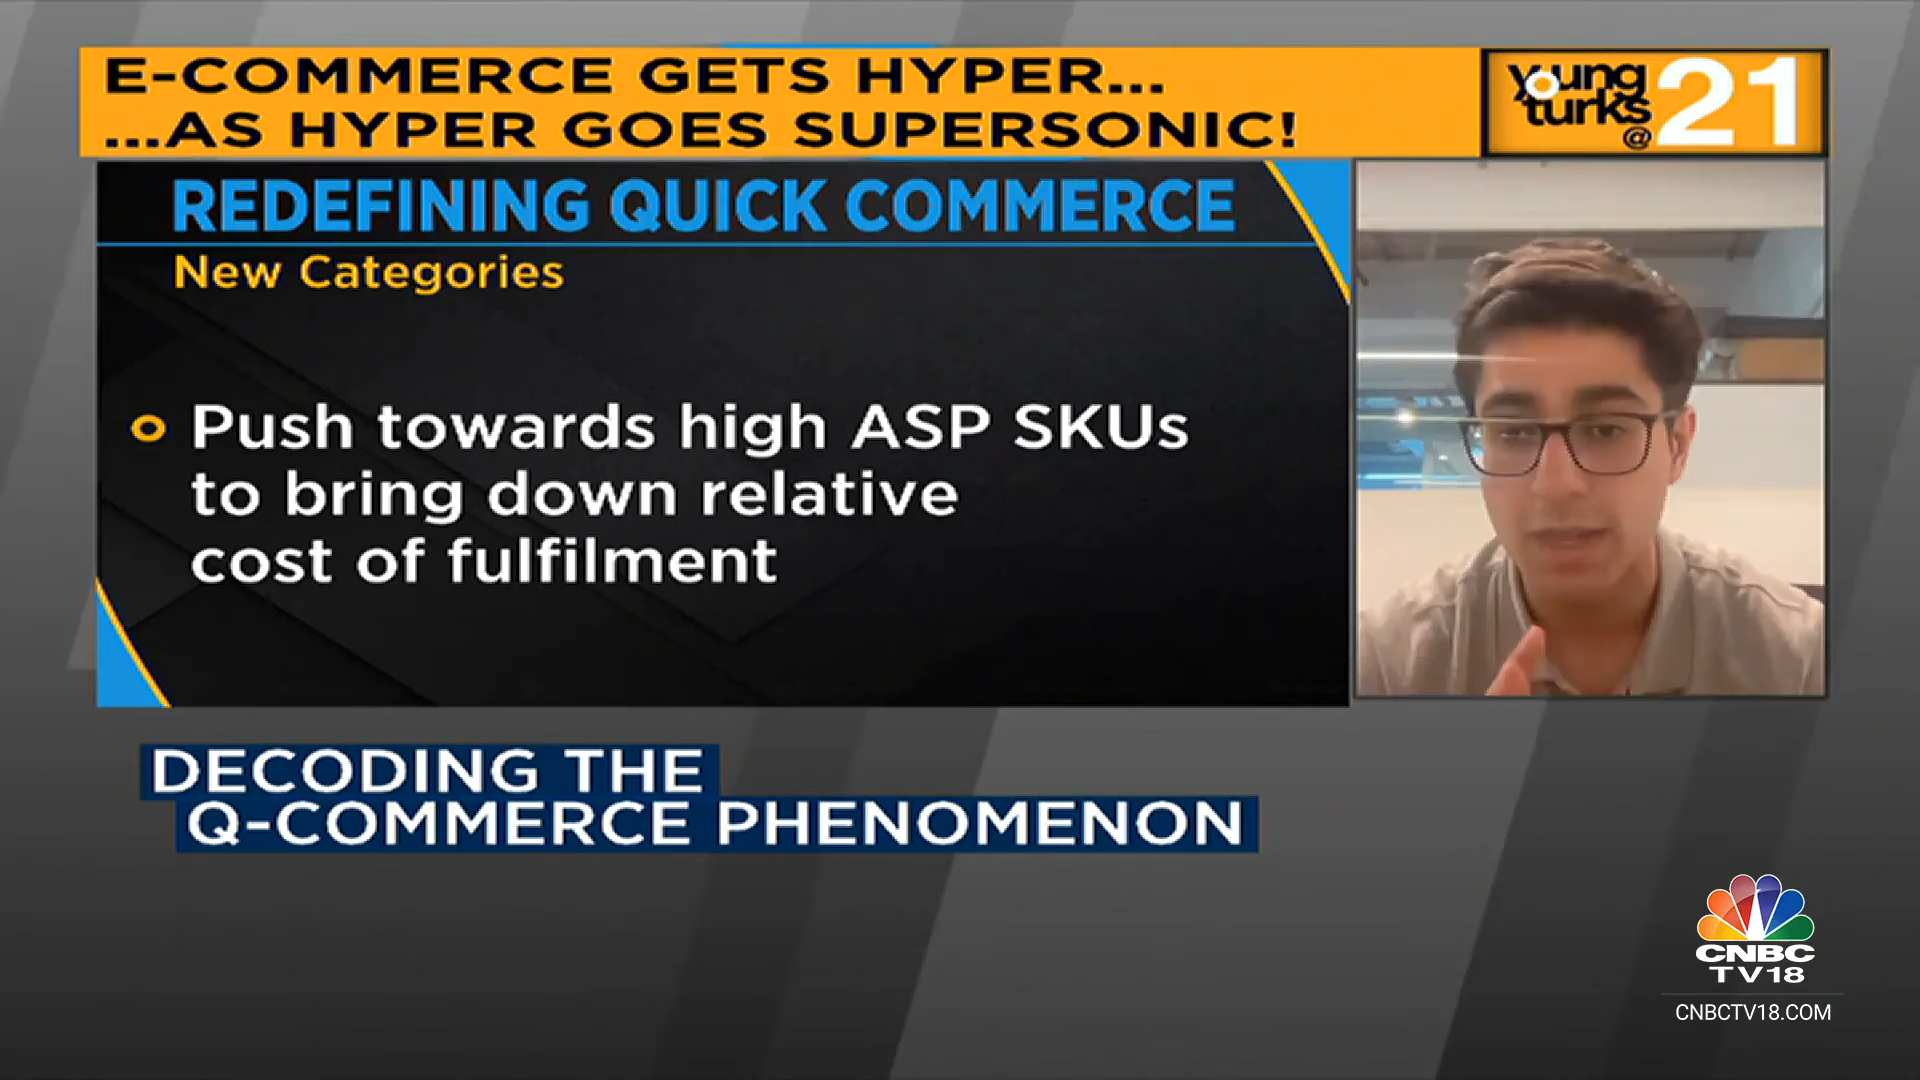 E-COMMERCE GETS HYPER...
...AS HYPER GOES SUPERSONIC!
young
turks
@21
REDEFINING QUICK COMMERCE
New Categories
Push towards high ASP SKUs
to bring down relative
cost of fulfilment
DECODING THE
Q-COMMERCE PHENOMENON
CNBC
TV18
CNBCTV18.COM